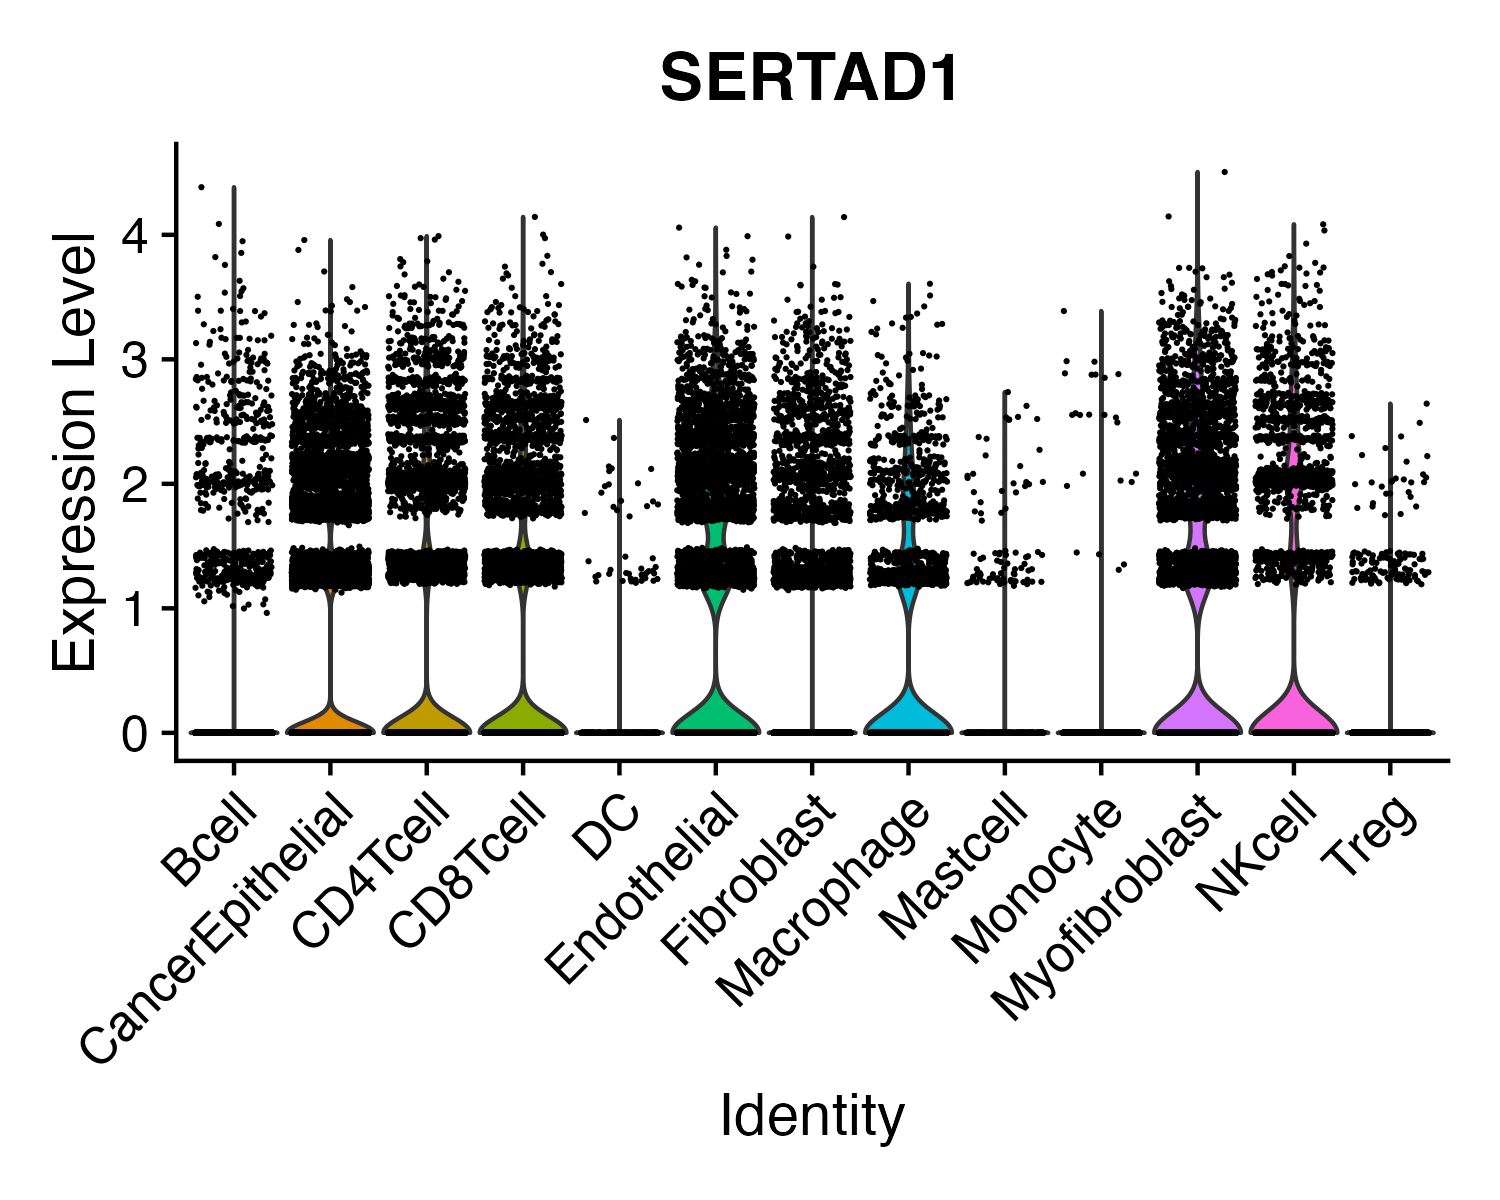 SERTAD1
Expression Level
4
3
2
1
0
Bcell
CancerEpithelial
CD4Tcell
CD8Tcell
DC
Endothelial
Fibroblast
Macrophage
Mastcell
Monocyte
Myofibroblast
NKcell
Treg
Identity